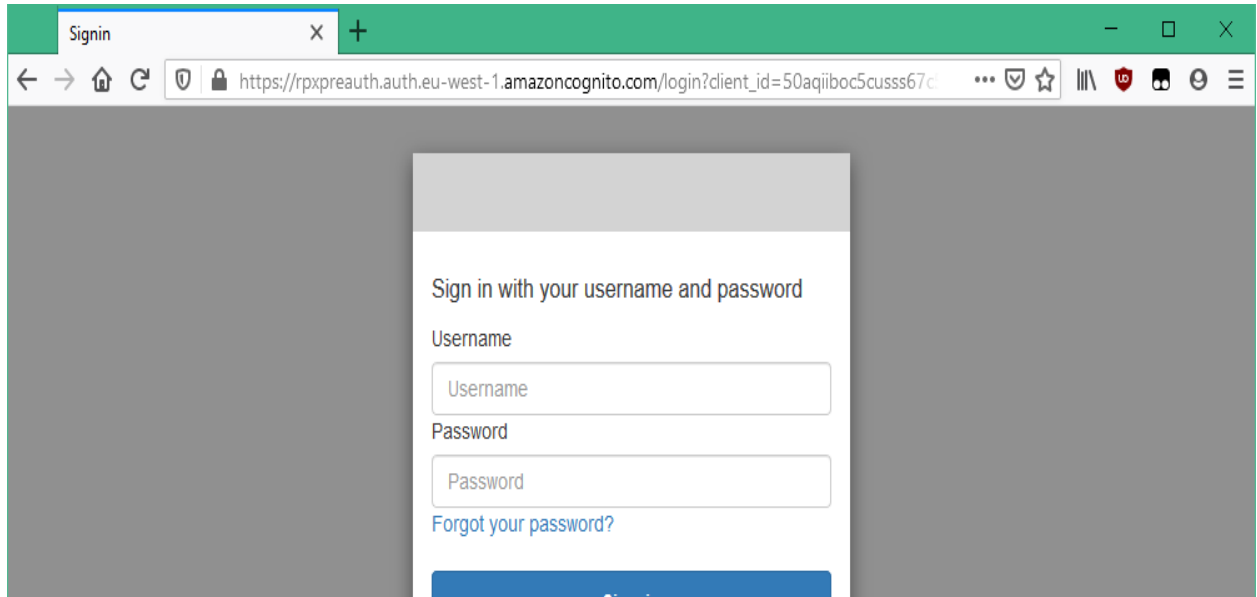 Signin
https://rpxpreauth.auth.eu-west-1.amazoncognito.com/login?client_id=50aqiiboc5cusss67c
Sign in with your username and password
Username
Username
Password
Password
Forgot your password?